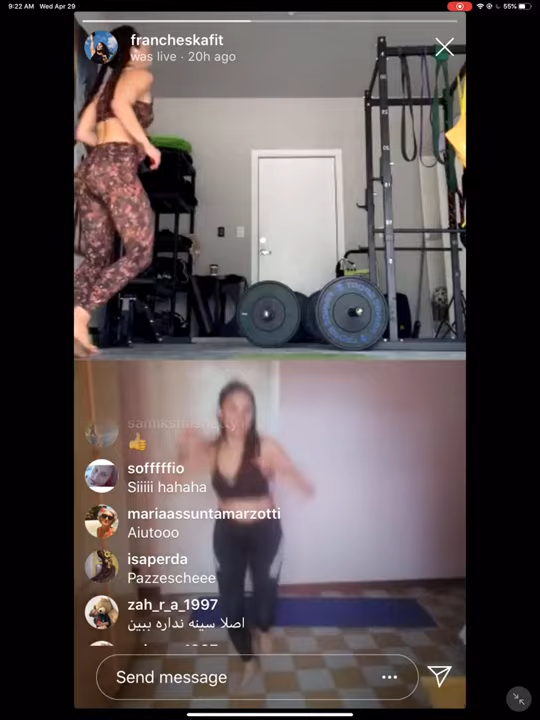 9:22 AM Wed Apr 29
55%
francheskafit
was live · 20h ago
👍
sofffffio
Siiiii hahaha
mariaassuntamarzotti
Aiutooo
isaperda
Pazzescheee
zah_r_a_1997
اصلا سینه نداره ببین
Send message